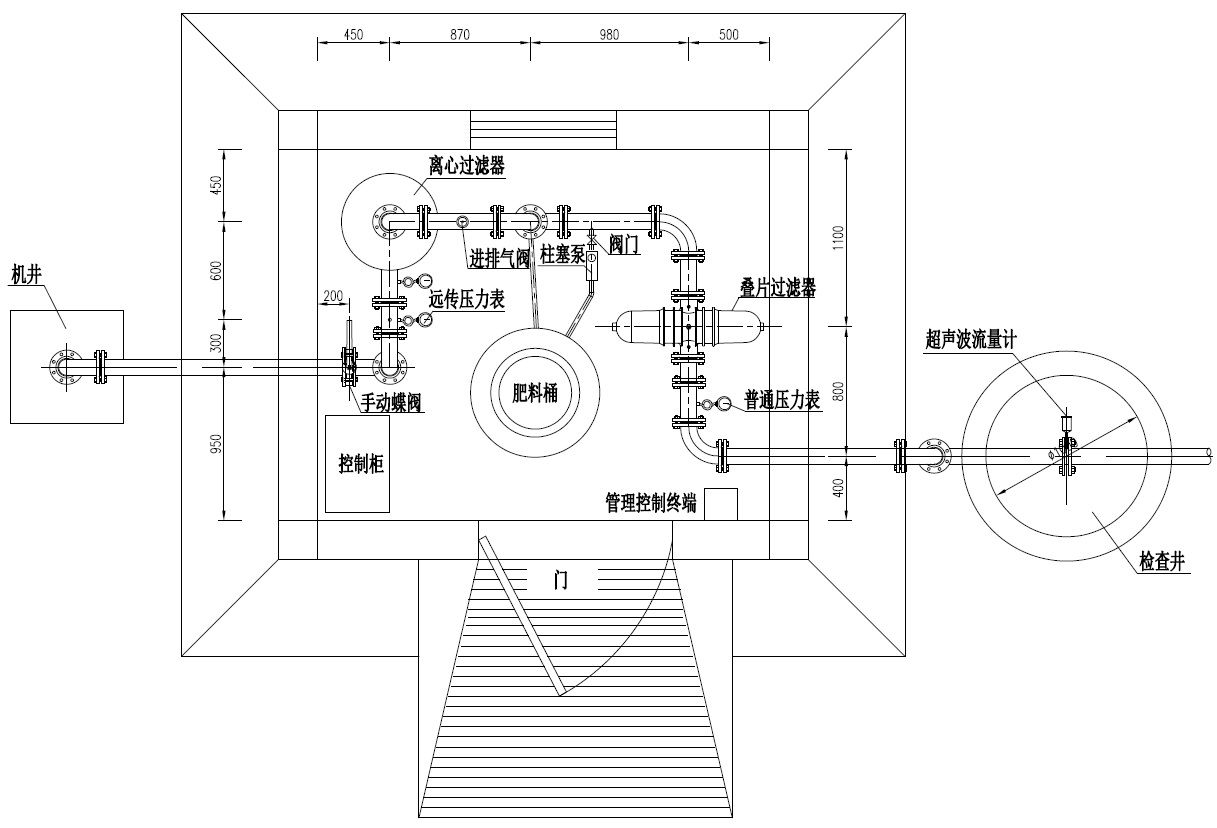 450
870
980
500
离心过滤器
450
1100
600
进排气阀
柱塞泵
阀门
机井
200
远传压力表
叠片过滤器
300
超声波流量计
手动蝶阀
肥料桶
普通压力表
800
950
控制柜
400
管理控制终端
检查井
门